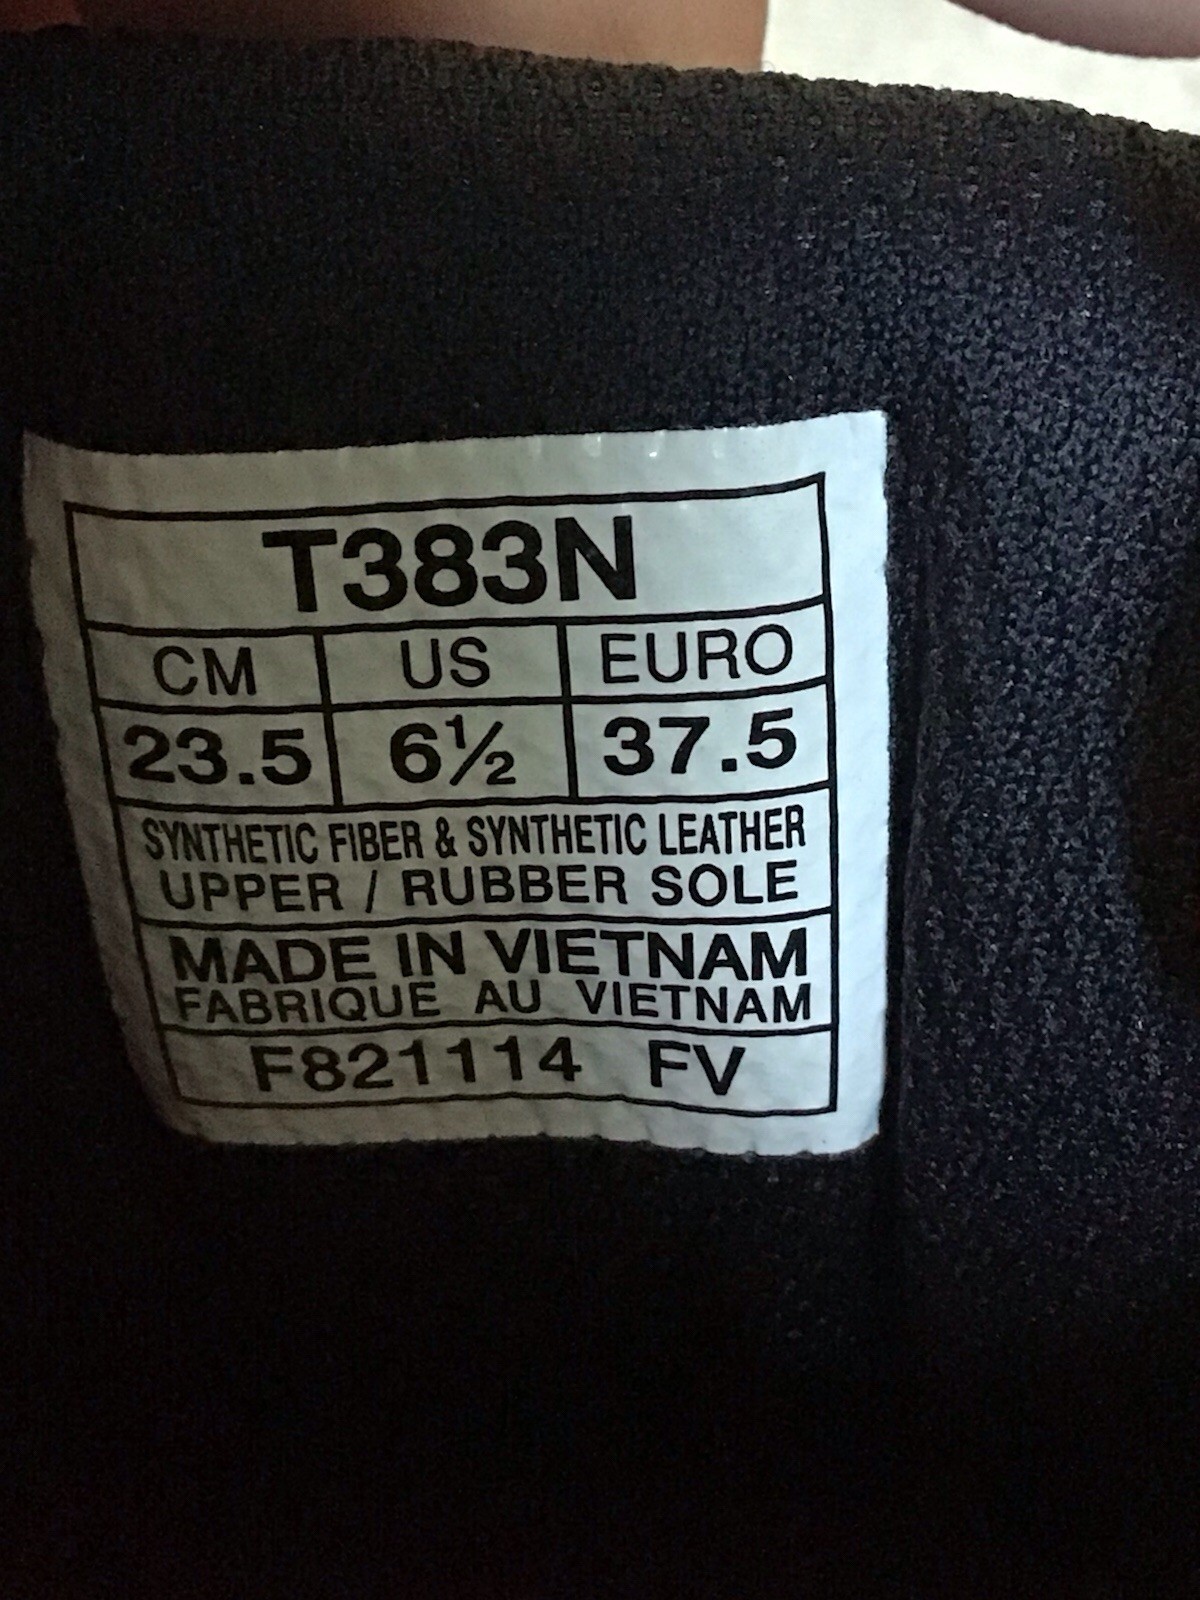 T383N
CM US EURO
23.5 6½ 37.5
SYNTHETIC FIBER & SYNTHETIC LEATHER
UPPER / RUBBER SOLE
MADE IN VIETNAM
FABRIQUE AU VIETNAM
F821114 FV